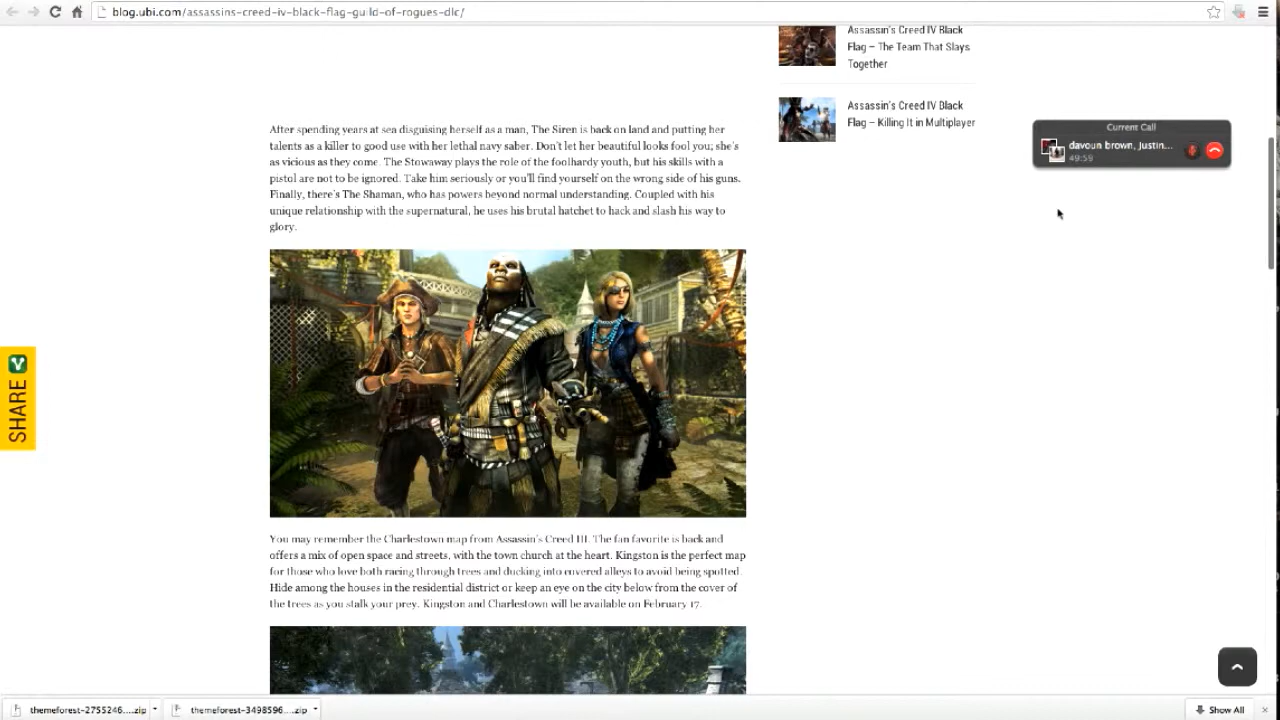 blog.ubi.com/assassins-creed-iv-black-flag-guild-of-rogues-dlc/
Assassin's Creed IV Black
Flag – The Team That Slays
Together
Assassin's Creed IV Black
Flag – Killing It in Multiplayer
Current Call
davoun brown, Justin...
49:59
After spending years at sea disguising herself as a man, The Siren is back on land and putting her
talents as a killer to good use with her lethal navy saber. Don't let her beautiful looks fool you; she's
as vicious as they come. The Stowaway plays the role of the foolhardy youth, but his skills with a
pistol are not to be ignored. Take him seriously or you'll find yourself on the wrong side of his guns.
Finally, there's The Shaman, who has powers beyond normal understanding. Coupled with his
unique relationship with the supernatural, he uses his brutal hatchet to hack and slash his way to
glory.
SHARE
You may remember the Charlestown map from Assassin's Creed III. The fan favorite is back and
offers a mix of open space and streets, with the town church at the heart. Kingston is the perfect map
for those who love both racing through trees and ducking into covered alleys to avoid being spotted.
Hide among the houses in the residential district or keep an eye on the city below from the cover of
the trees as you stalk your prey. Kingston and Charlestown will be available on February 17.
themeforest-2755246....zip
themeforest-3498596....zip
Show All